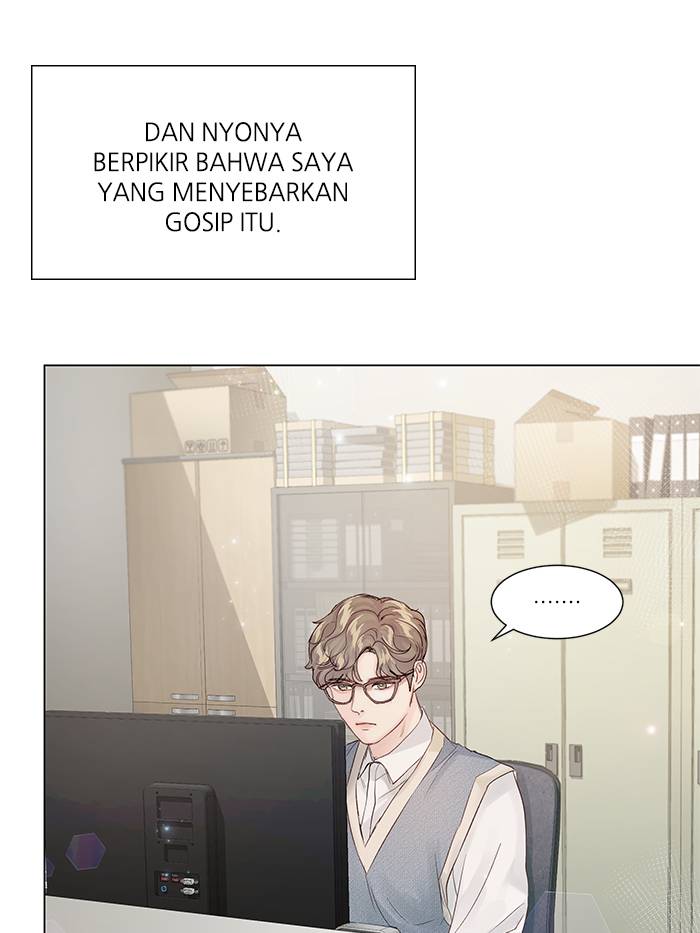 DAN NYONYA
BERPIKIR BAHWA SAYA
YANG MENYEBARKAN
GOSIP ITU.
.......